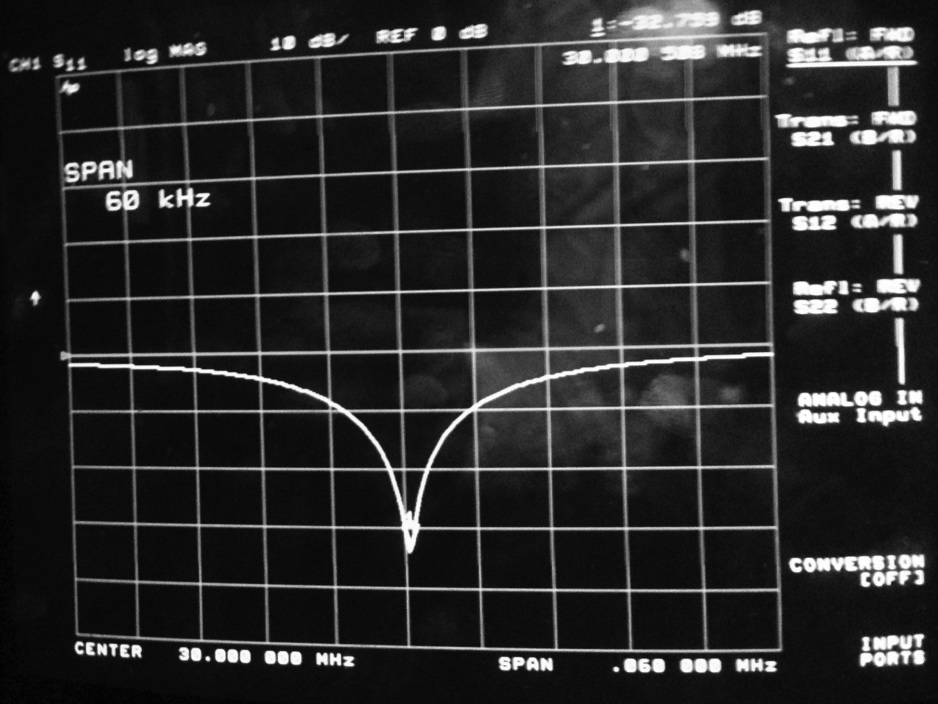 CH1 S11 log MAG 10 dB/ REF 0 dB 1:-32.799 dB
30.000 508 MHz
SPAN
60 kHz
Refl: FWD
S11 (A/R)
Trans: FWD
S21 (B/R)
Trans: REV
S12 (A/R)
Refl: REV
S22 (B/R)
ANALOG IN
Aux Input
CONVERSION
[OFF]
INPUT
PORTS
CENTER 30.000 000 MHz SPAN .060 000 MHz